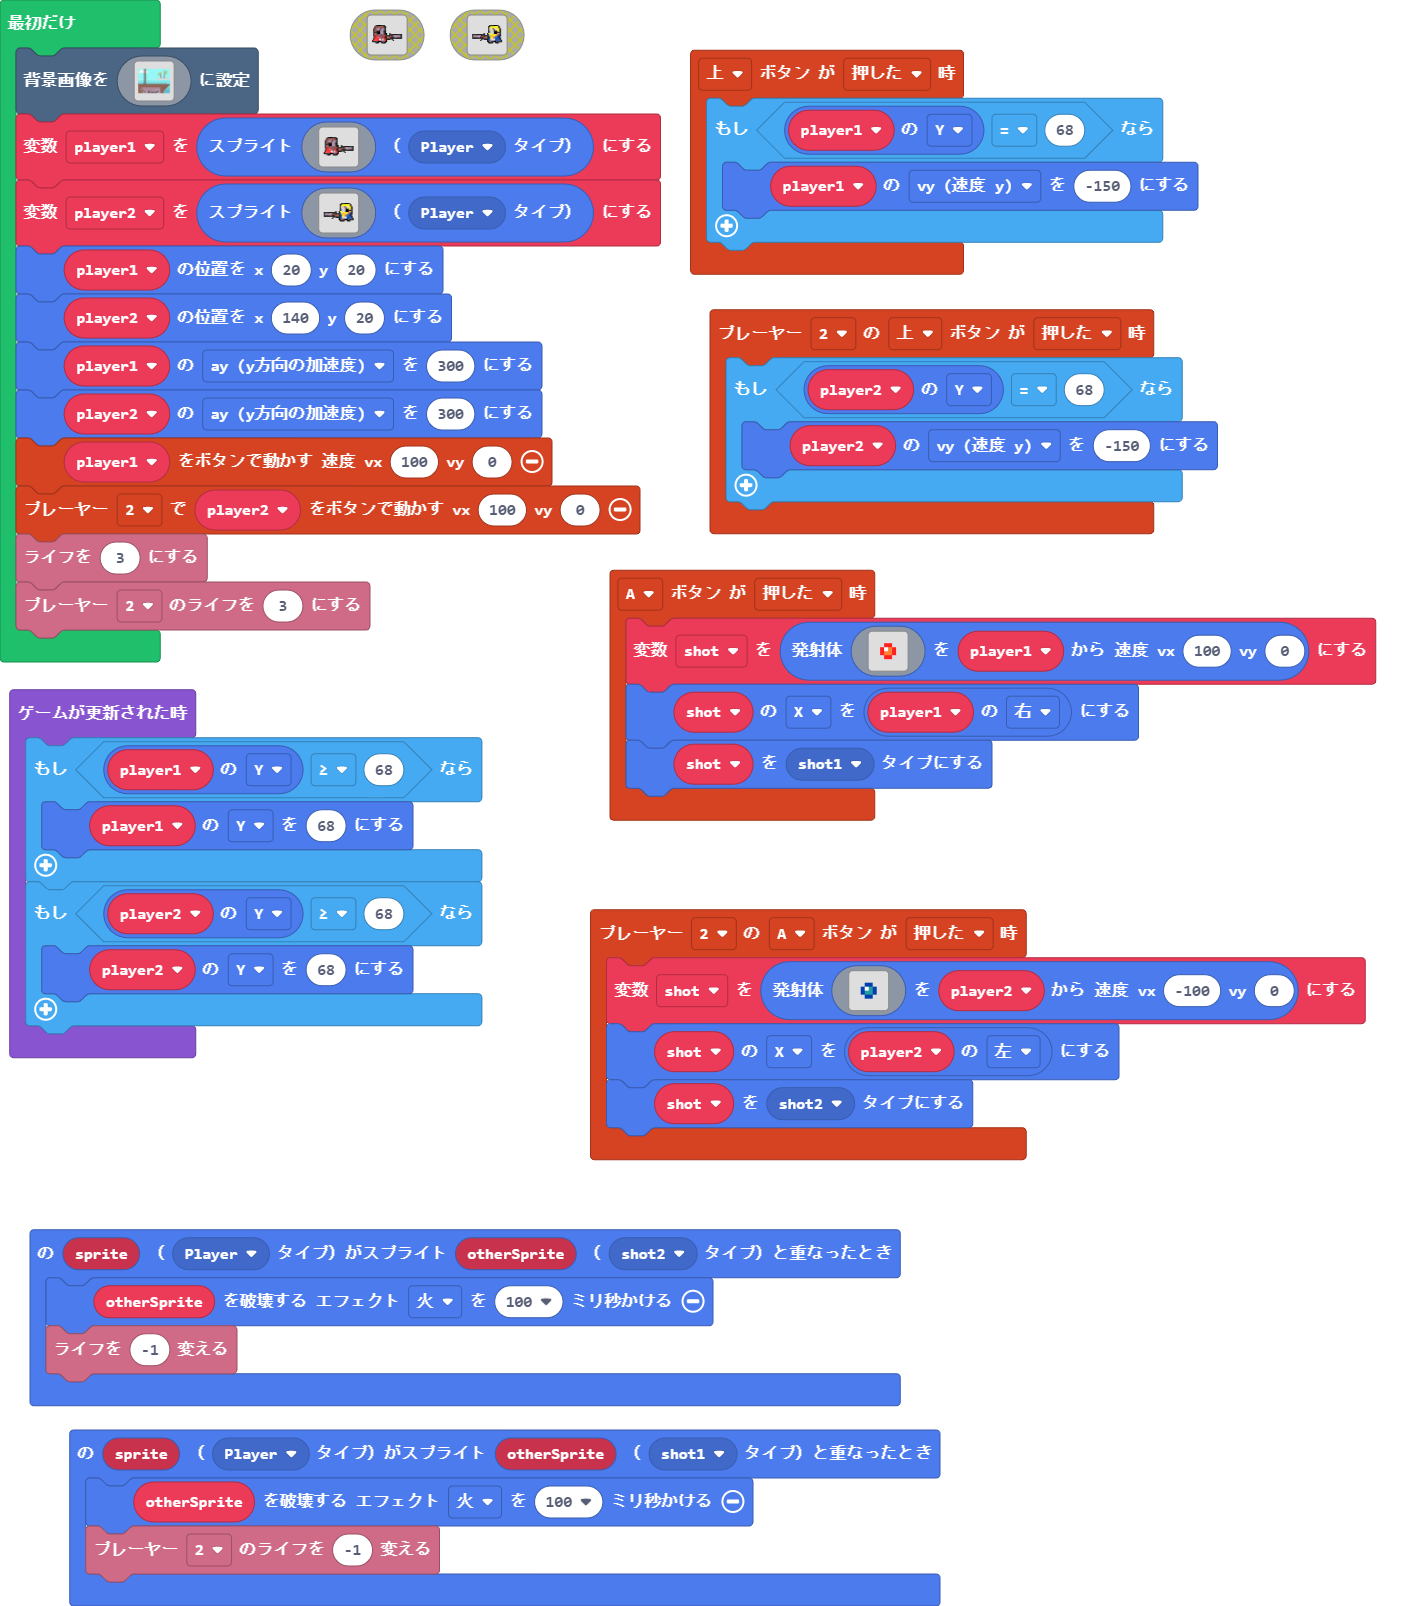 最初だけ
背景画像を に設定
変数 player1 を スプライト ( Player タイプ) にする
変数 player2 を スプライト ( Player タイプ) にする
player1 の位置を x 20 y 20 にする
player2 の位置を x 140 y 20 にする
player1 の ay (y方向の加速度) を 300 にする
player2 の ay (y方向の加速度) を 300 にする
player1 をボタンで動かす 速度 vx 100 vy 0
プレーヤー 2 で player2 をボタンで動かす vx 100 vy 0
ライフを 3 にする
プレーヤー 2 のライフを 3 にする
上 ボタン が 押した 時
もし player1 の Y = 68 なら
player1 の vy (速度 y) を -150 にする
プレーヤー 2 の 上 ボタン が 押した 時
もし player2 の Y = 68 なら
player2 の vy (速度 y) を -150 にする
A ボタン が 押した 時
変数 shot を 発射体 を player1 から 速度 vx 100 vy 0 にする
shot の X を player1 の 右 にする
shot を shot1 タイプにする
ゲームが更新された時
もし player1 の Y ≥ 68 なら
player1 の Y を 68 にする
もし player2 の Y ≥ 68 なら
player2 の Y を 68 にする
プレーヤー 2 の A ボタン が 押した 時
変数 shot を 発射体 を player2 から 速度 vx -100 vy 0 にする
shot の X を player2 の 左 にする
shot を shot2 タイプにする
の sprite ( Player タイプ) がスプライト otherSprite ( shot2 タイプ) と重なったとき
otherSprite を破壊する エフェクト 火 を 100 ミリ秒かける
ライフを -1 変える
の sprite ( Player タイプ) がスプライト otherSprite ( shot1 タイプ) と重なったとき
otherSprite を破壊する エフェクト 火 を 100 ミリ秒かける
プレーヤー 2 のライフを -1 変える